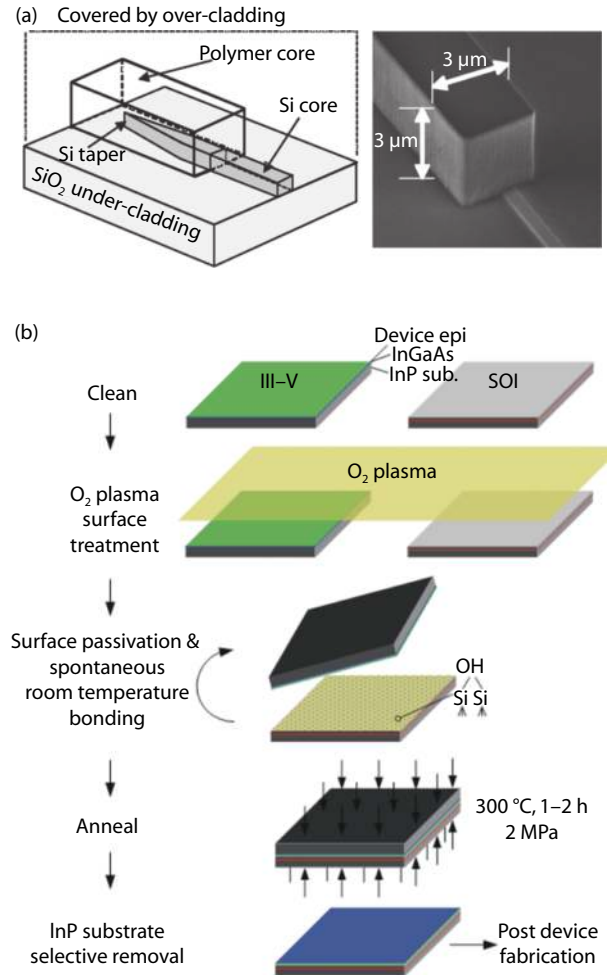 (a) Covered by over-cladding
Polymer core
Si core
Si taper
SiO₂ under-cladding
3 µm
3 µm
(b)
Device epi
InGaAs
InP sub.
III–V
SOI
Clean
O₂ plasma
O₂ plasma
surface
treatment
Surface passivation &
spontaneous
room temperature
bonding
OH
Si Si
Anneal
300 °C, 1–2 h
2 MPa
InP substrate
selective removal
Post device
fabrication